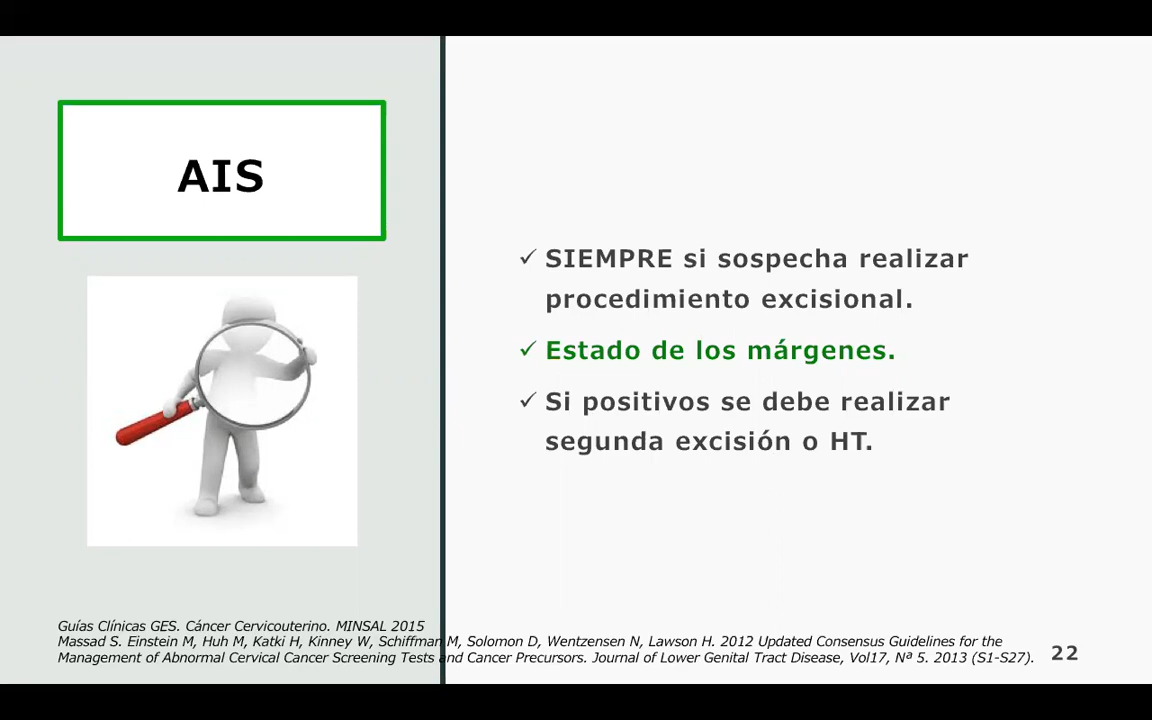 AIS
✓ SIEMPRE si sospecha realizar
procedimiento excisional.
✓ Estado de los márgenes.
✓ Si positivos se debe realizar
segunda excisión o HT.
Guías Clínicas GES. Cáncer Cervicouterino. MINSAL 2015
Massad S. Einstein M, Huh M, Katki H, Kinney W, Schiffman M, Solomon D, Wentzensen N, Lawson H. 2012 Updated Consensus Guidelines for the
Management of Abnormal Cervical Cancer Screening Tests and Cancer Precursors. Journal of Lower Genital Tract Disease, Vol17, Nª 5. 2013 (S1-S27).
22